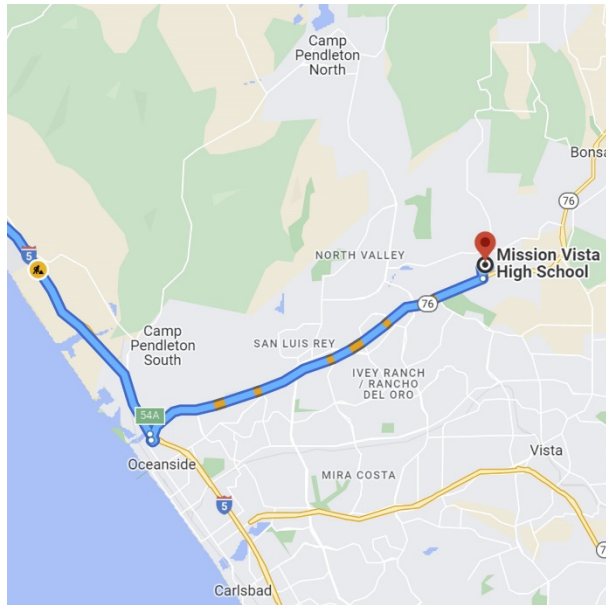 Camp
Pendleton
North
Bonsa
76
5
NORTH VALLEY
Mission Vista
High School
76
Camp
Pendleton
South
SAN LUIS REY
IVEY RANCH
/ RANCHO
DEL ORO
54A
Oceanside
Vista
MIRA COSTA
5
7
Carlsbad